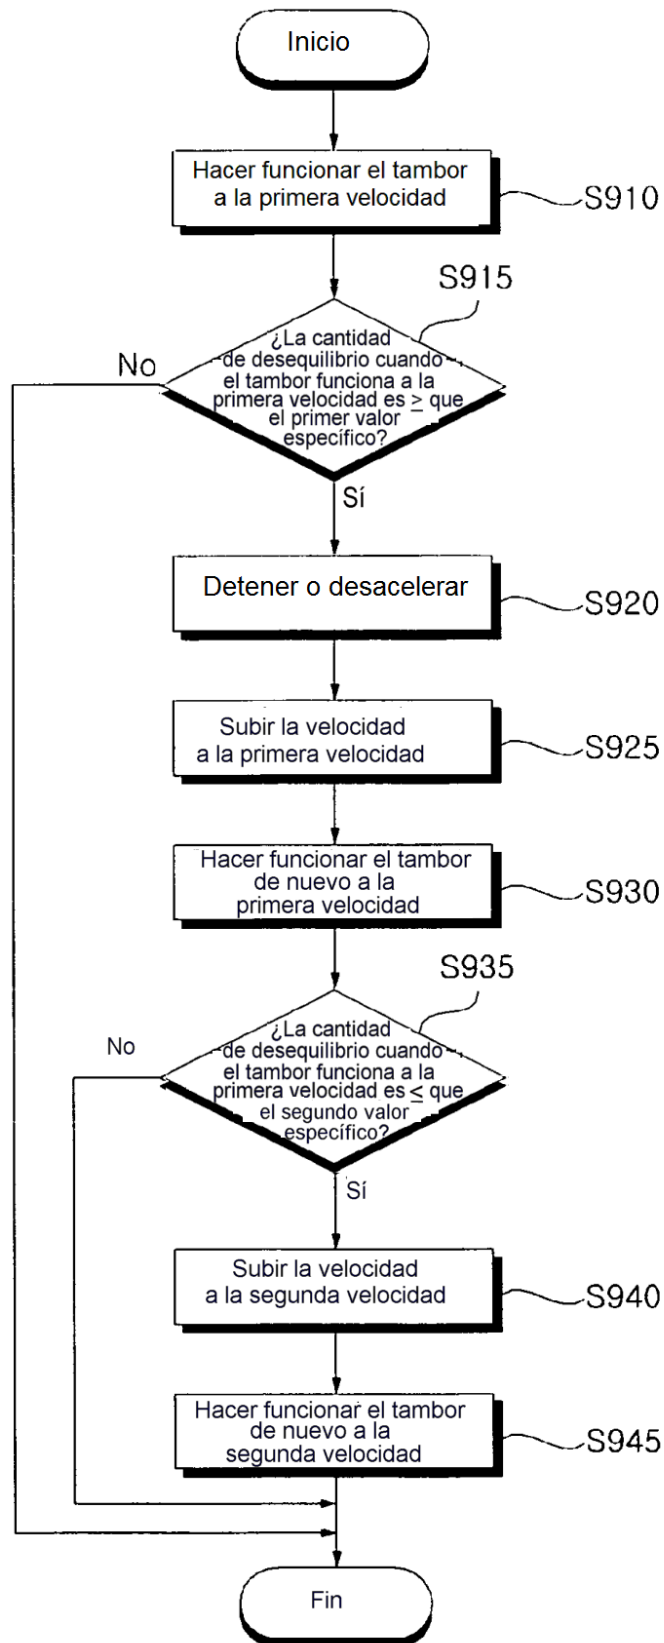 Inicio
Hacer funcionar el tambor
a la primera velocidad
S910
S915
¿La cantidad
de desequilibrio cuando
el tambor funciona a la
primera velocidad es ≥ que
el primer valor
específico?
No
Sí
Detener o desacelerar
S920
Subir la velocidad
a la primera velocidad
S925
Hacer funcionar el tambor
de nuevo a la
primera velocidad
S930
S935
¿La cantidad
de desequilibrio cuando
el tambor funciona a la
primera velocidad es ≤ que
el segundo valor
específico?
No
Sí
Subir la velocidad
a la segunda velocidad
S940
Hacer funcionar el tambor
de nuevo a la
segunda velocidad
S945
Fin